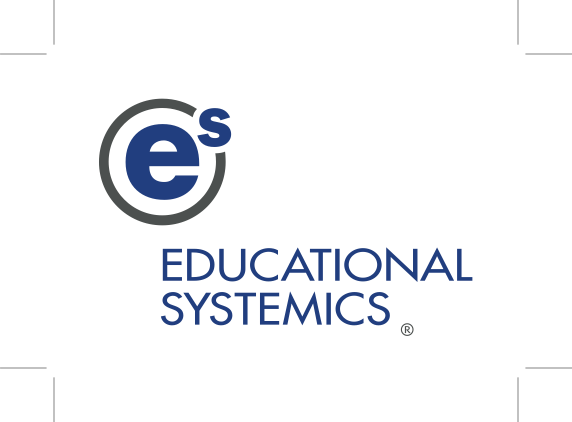 es
EDUCATIONAL
SYSTEMICS
®